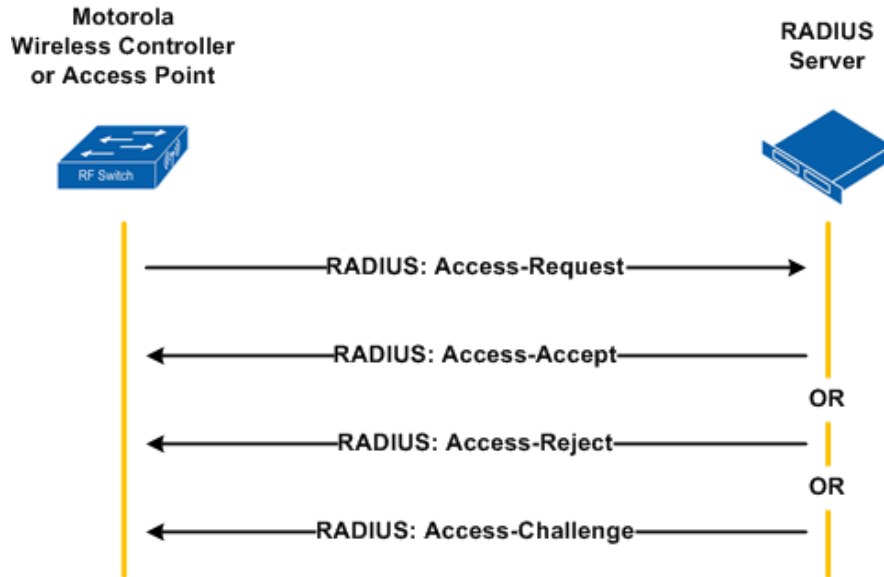 Motorola
Wireless Controller
or Access Point
RADIUS
Server
RF Switch
RADIUS: Access-Request
RADIUS: Access-Accept
OR
RADIUS: Access-Reject
OR
RADIUS: Access-Challenge